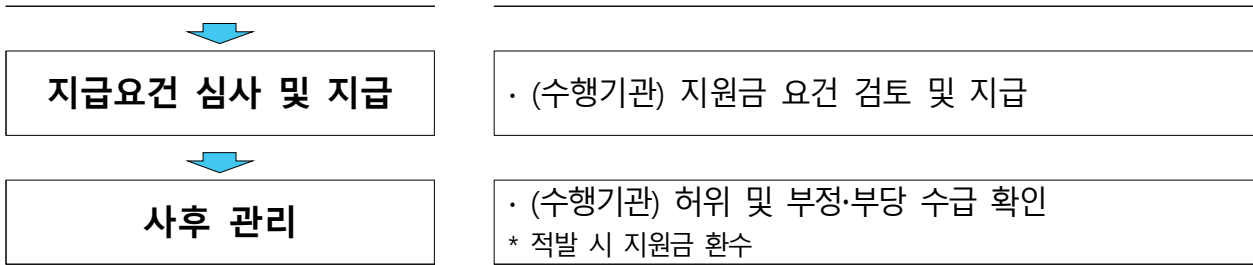 지급요건 심사 및 지급
· (수행기관) 지원금 요건 검토 및 지급
사후 관리
· (수행기관) 허위 및 부정·부당 수급 확인
* 적발 시 지원금 환수